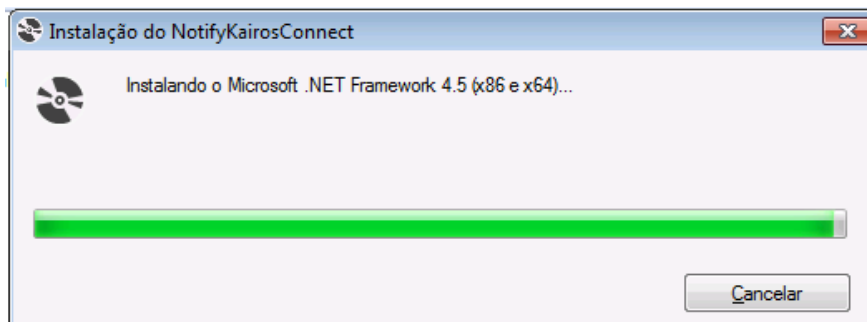 Instalação do NotifyKairosConnect
Instalando o Microsoft .NET Framework 4.5 (x86 e x64)...
Cancelar